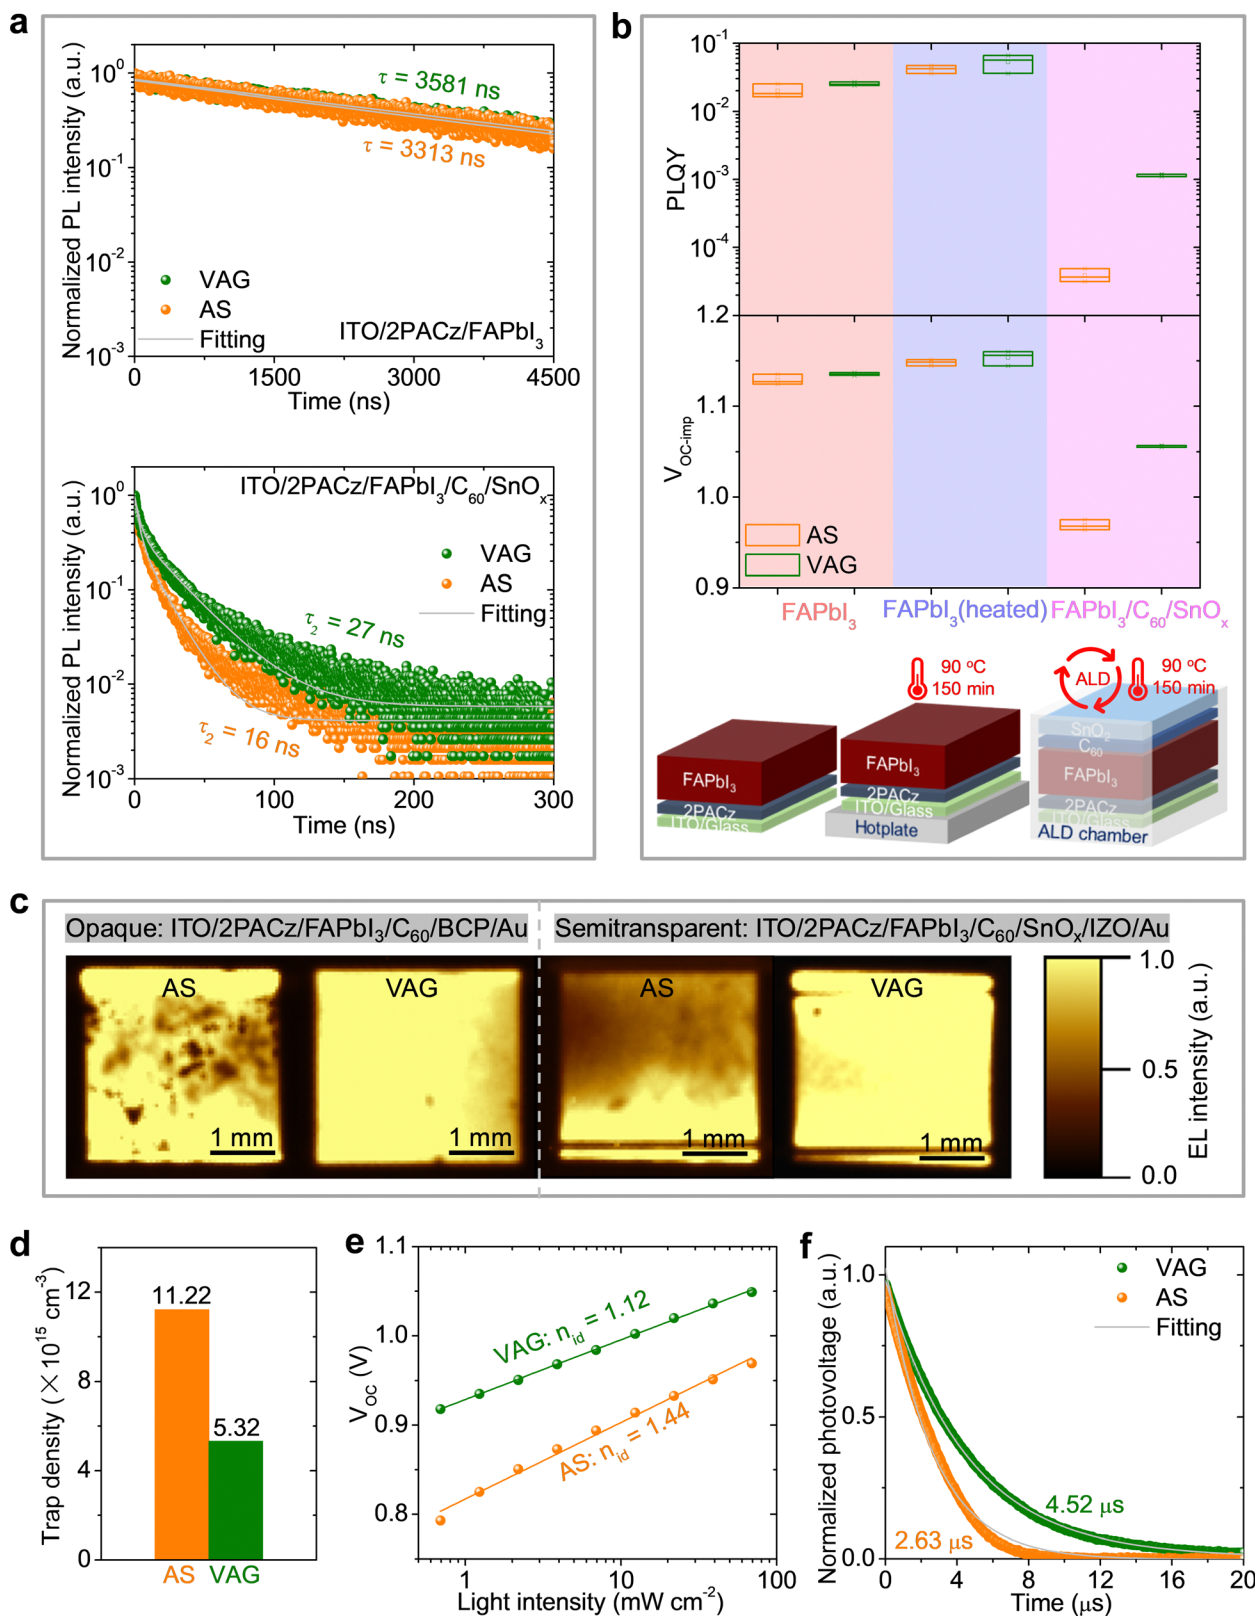 a
Normalized PL intensity (a.u.)
10⁰
10⁻¹
10⁻²
10⁻³
τ = 3581 ns
τ = 3313 ns
VAG
AS
Fitting
ITO/2PACz/FAPbI₃
0
1500
3000
4500
Time (ns)
Normalized PL intensity (a.u.)
10⁰
10⁻¹
10⁻²
10⁻³
ITO/2PACz/FAPbI₃/C₆₀/SnOₓ
VAG
AS
Fitting
τ₂ = 27 ns
τ₂ = 16 ns
0
100
200
300
Time (ns)
b
PLQY
10⁻¹
10⁻²
10⁻³
10⁻⁴
V_OC-imp
1.2
1.1
1.0
0.9
AS
VAG
FAPbI₃
FAPbI₃(heated)
FAPbI₃/C₆₀/SnOₓ
FAPbI₃
2PACz
ITO/Glass
90 °C
150 min
FAPbI₃
2PACz
ITO/Glass
Hotplate
ALD
90 °C
150 min
SnO₂
C₆₀
FAPbI₃
2PACz
ITO/Glass
ALD chamber
c
Opaque: ITO/2PACz/FAPbI₃/C₆₀/BCP/Au
Semitransparent: ITO/2PACz/FAPbI₃/C₆₀/SnOₓ/IZO/Au
AS
1 mm
VAG
1 mm
AS
1 mm
VAG
1 mm
1.0
0.5
0.0
EL intensity (a.u.)
d
Trap density (×10¹⁵ cm⁻³)
12
8
4
0
11.22
5.32
AS
VAG
e
V_OC (V)
1.1
1.0
0.9
0.8
VAG: n_id = 1.12
AS: n_id = 1.44
1
10
100
Light intensity (mW cm⁻²)
f
Normalized photovoltage (a.u.)
1.0
0.5
0.0
VAG
AS
Fitting
4.52 μs
2.63 μs
0
4
8
12
16
20
Time (μs)